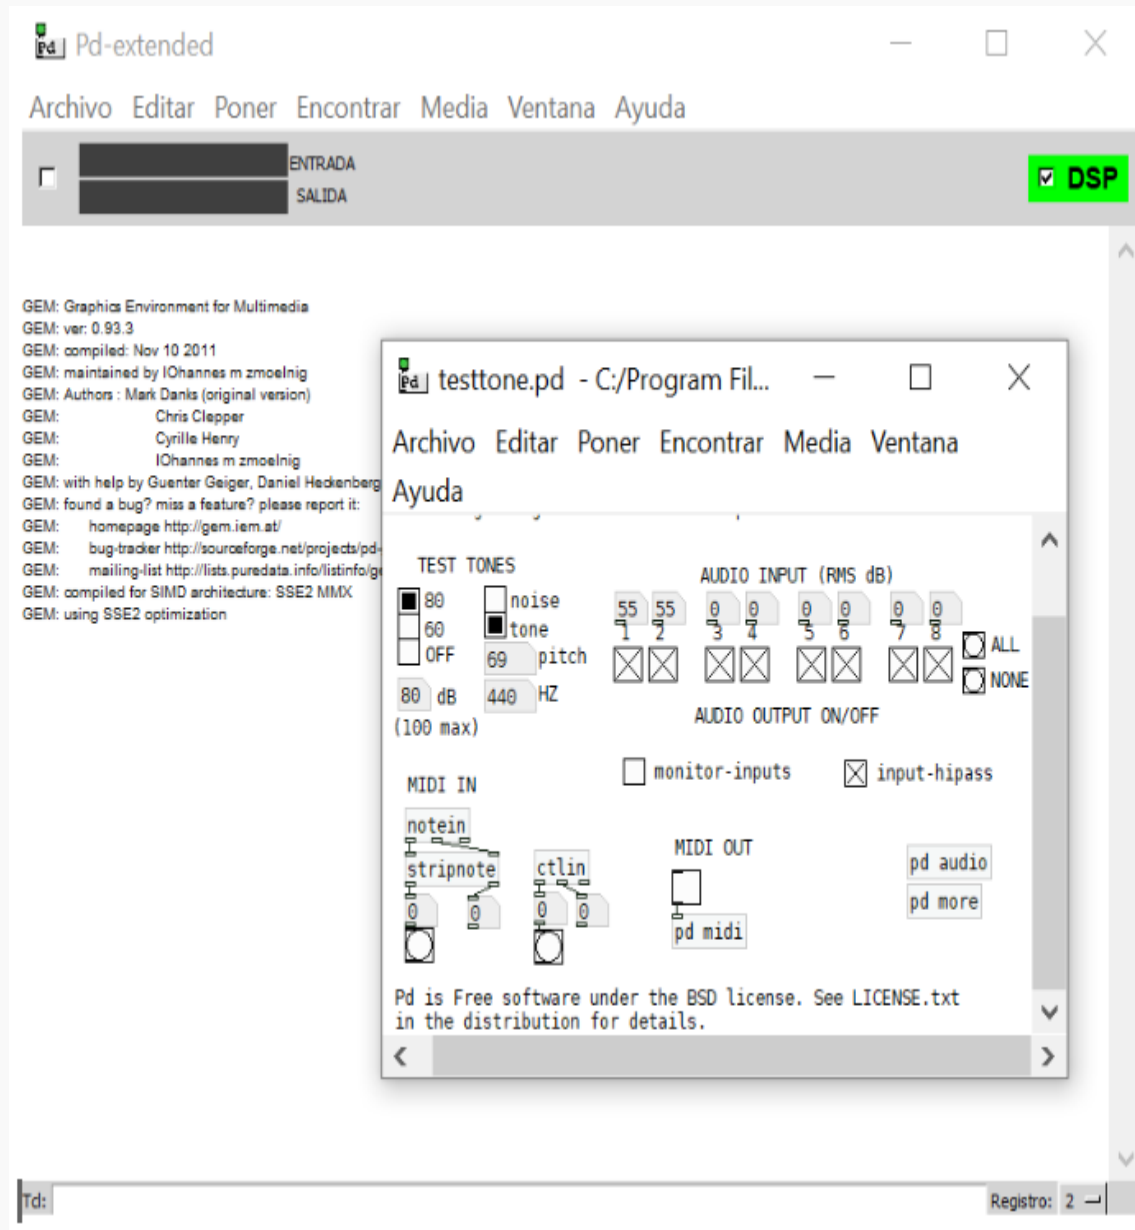 Pd Pd-extended
Archivo Editar Poner Encontrar Media Ventana Ayuda
ENTRADA
SALIDA
DSP
GEM: Graphics Environment for Multimedia
GEM: ver: 0.93.3
GEM: compiled: Nov 10 2011
GEM: maintained by IOhannes m zmoelnig
GEM: Authors : Mark Danks (original version)
GEM: Chris Clepper
GEM: Cyrille Henry
GEM: IOhannes m zmoelnig
GEM: with help by Guenter Geiger, Daniel Heckenberg
GEM: found a bug? miss a feature? please report it:
GEM: homepage http://gem.iem.at/
GEM: bug-tracker http://sourceforge.net/projects/pd-
GEM: mailing-list http://lists.puredata.info/listinfo/ge
GEM: compiled for SIMD architecture: SSE2 MMX
GEM: using SSE2 optimization
Pd testtone.pd - C:/Program Fil...
Archivo Editar Poner Encontrar Media Ventana
Ayuda
TEST TONES
80
60
OFF
80 dB
(100 max)
noise
tone
69 pitch
440 HZ
AUDIO INPUT (RMS dB)
55 55 0 0 0 0 0 0
1 2 3 4 5 6 7 8
ALL
NONE
AUDIO OUTPUT ON/OFF
monitor-inputs input-hipass
MIDI IN
notein
stripnote
0 0
ctlin
0 0
MIDI OUT
pd midi
pd audio
pd more
Pd is Free software under the BSD license. See LICENSE.txt
in the distribution for details.
Td:
Registro: 2